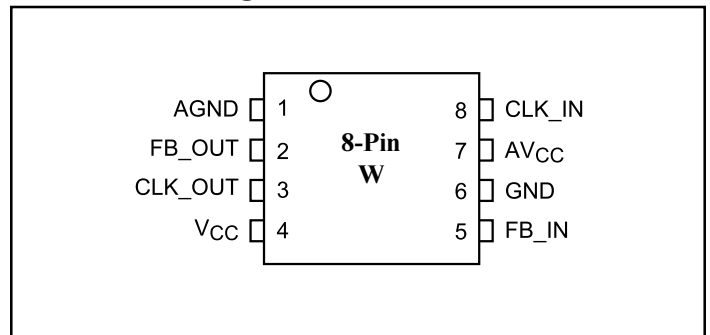 AGND 1
FB_OUT 2
CLK_OUT 3
VCC 4
8-Pin
W
8 CLK_IN
7 AVCC
6 GND
5 FB_IN